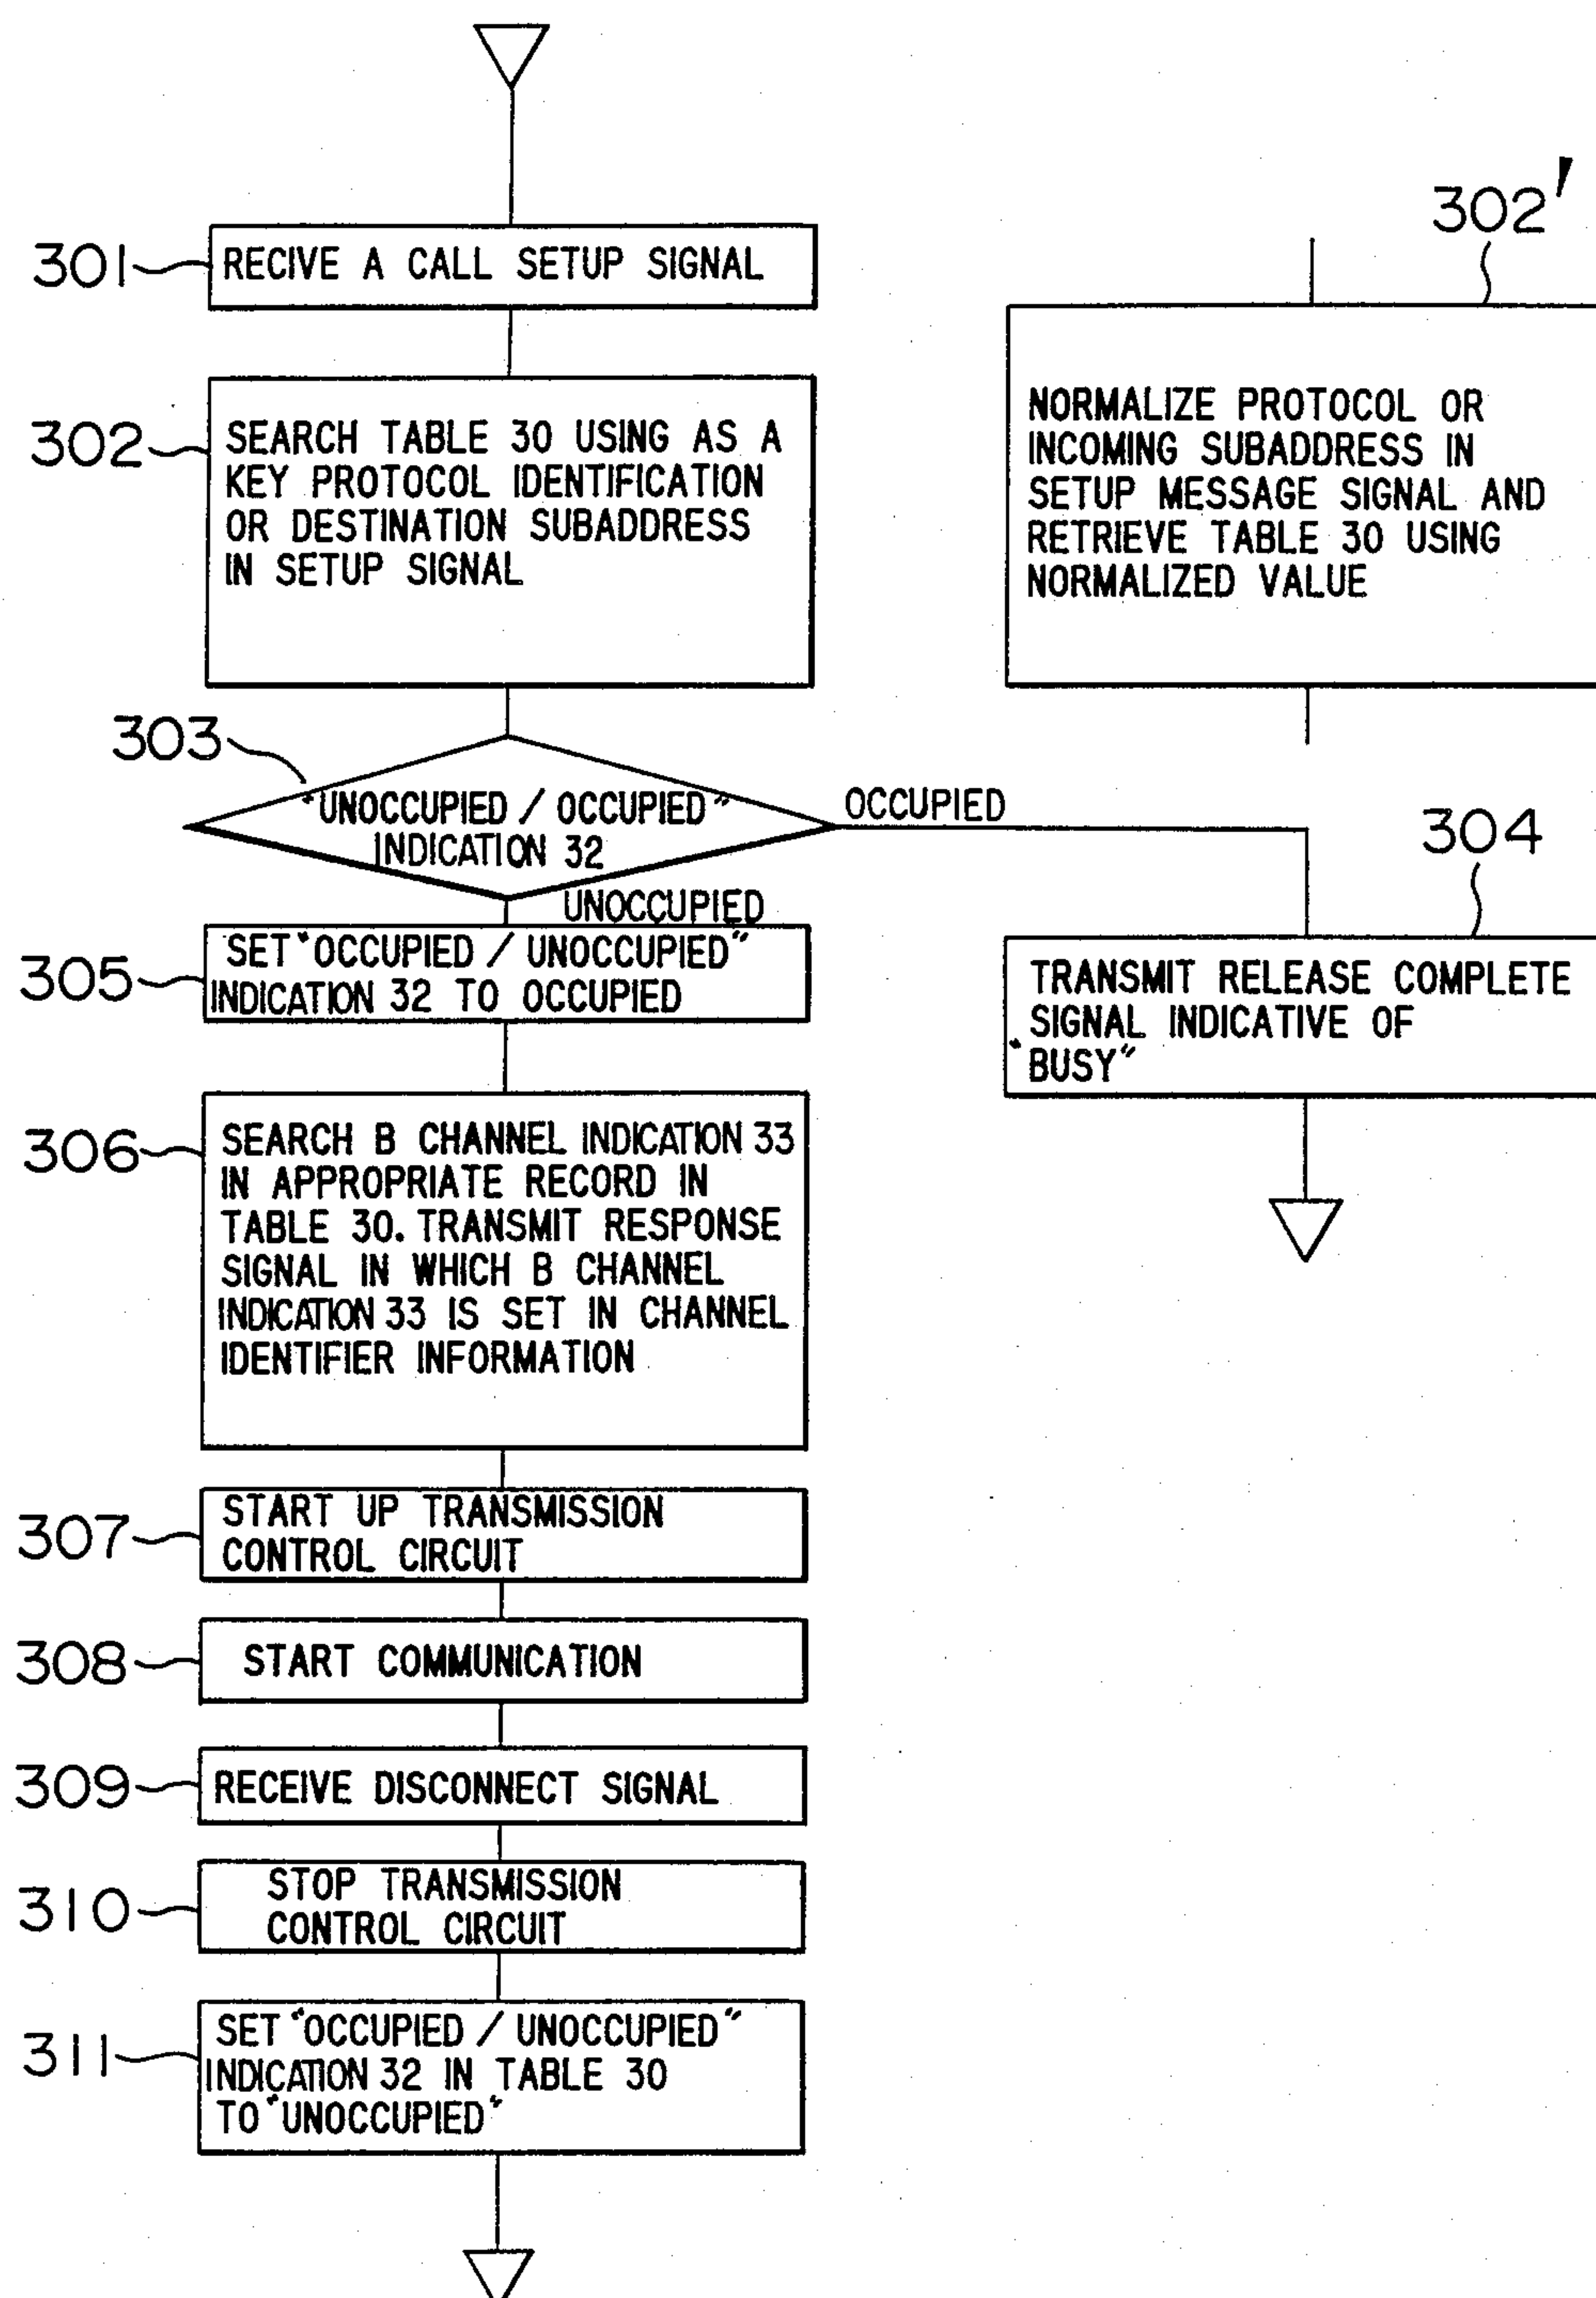 301
RECIVE A CALL SETUP SIGNAL
302
SEARCH TABLE 30 USING AS A
KEY PROTOCOL IDENTIFICATION
OR DESTINATION SUBADDRESS
IN SETUP SIGNAL
302'
NORMALIZE PROTOCOL OR
INCOMING SUBADDRESS IN
SETUP MESSAGE SIGNAL AND
RETRIEVE TABLE 30 USING
NORMALIZED VALUE
303
"UNOCCUPIED / OCCUPIED"
INDICATION 32
OCCUPIED
UNOCCUPIED
304
TRANSMIT RELEASE COMPLETE
SIGNAL INDICATIVE OF
"BUSY"
305
SET "OCCUPIED / UNOCCUPIED"
INDICATION 32 TO OCCUPIED
306
SEARCH B CHANNEL INDICATION 33
IN APPROPRIATE RECORD IN
TABLE 30. TRANSMIT RESPONSE
SIGNAL IN WHICH B CHANNEL
INDICATION 33 IS SET IN CHANNEL
IDENTIFIER INFORMATION
307
START UP TRANSMISSION
CONTROL CIRCUIT
308
START COMMUNICATION
309
RECEIVE DISCONNECT SIGNAL
310
STOP TRANSMISSION
CONTROL CIRCUIT
311
SET "OCCUPIED / UNOCCUPIED"
INDICATION 32 IN TABLE 30
TO "UNOCCUPIED"